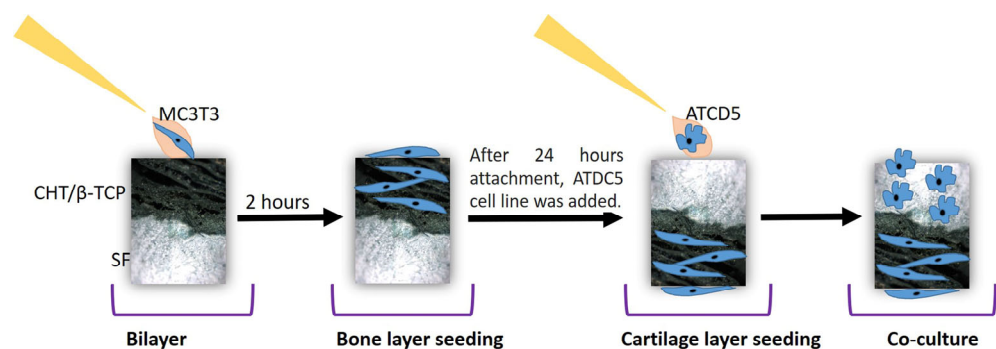 MC3T3
CHT/β-TCP
SF
2 hours
After 24 hours
attachment, ATDC5
cell line was added.
ATCD5
Bilayer
Bone layer seeding
Cartilage layer seeding
Co-culture